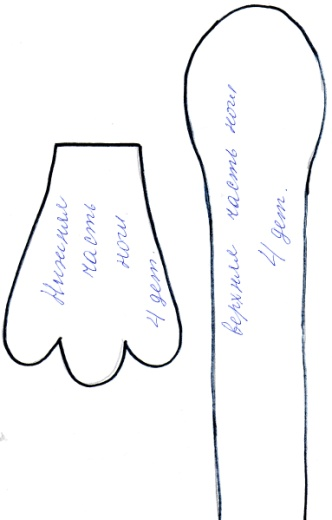 Нижняя
часть
ноги
4 дет.
верхняя часть ноги
4 дет.